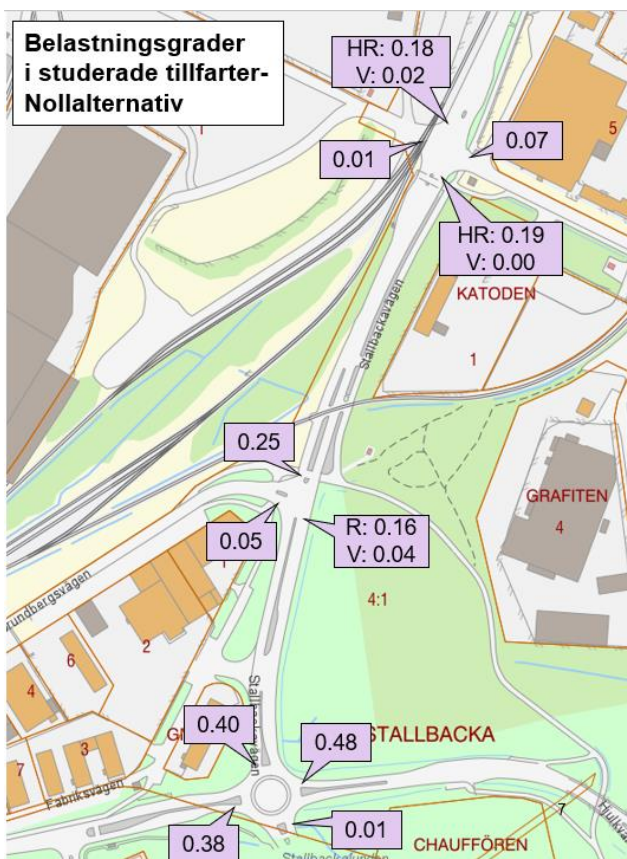 Belastningsgrader
i studerade tillfarter-
Nollalternativ
HR: 0.18
V: 0.02
5
0.01
0.07
HR: 0.19
V: 0.00
KATODEN
Stallbackavägen
1
1
0.25
GRAFITEN
4
0.05
R: 0.16
V: 0.04
4:1
1
2
6
4
3
7
0.40
0.48
STALLBACKA
Fabriksvägen
7
0.38
0.01
CHAUFFÖREN